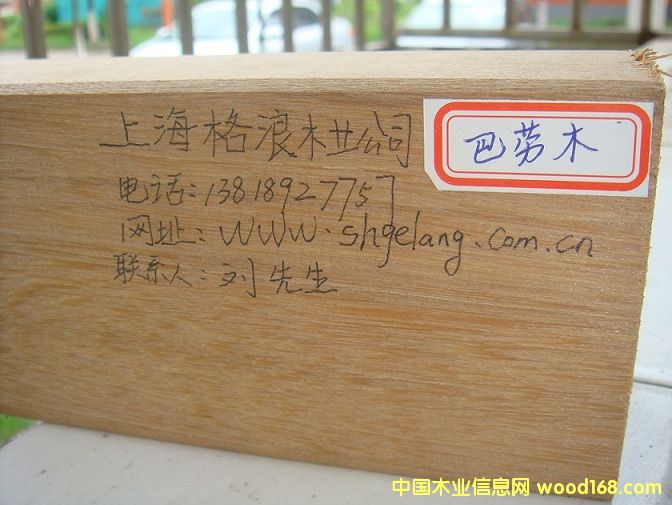 上海格浪木业公司
巴劳木
电话:13818927757
网址:www.shgelang.com.cn
联系人:刘先生
中国木业信息网 wood168.com